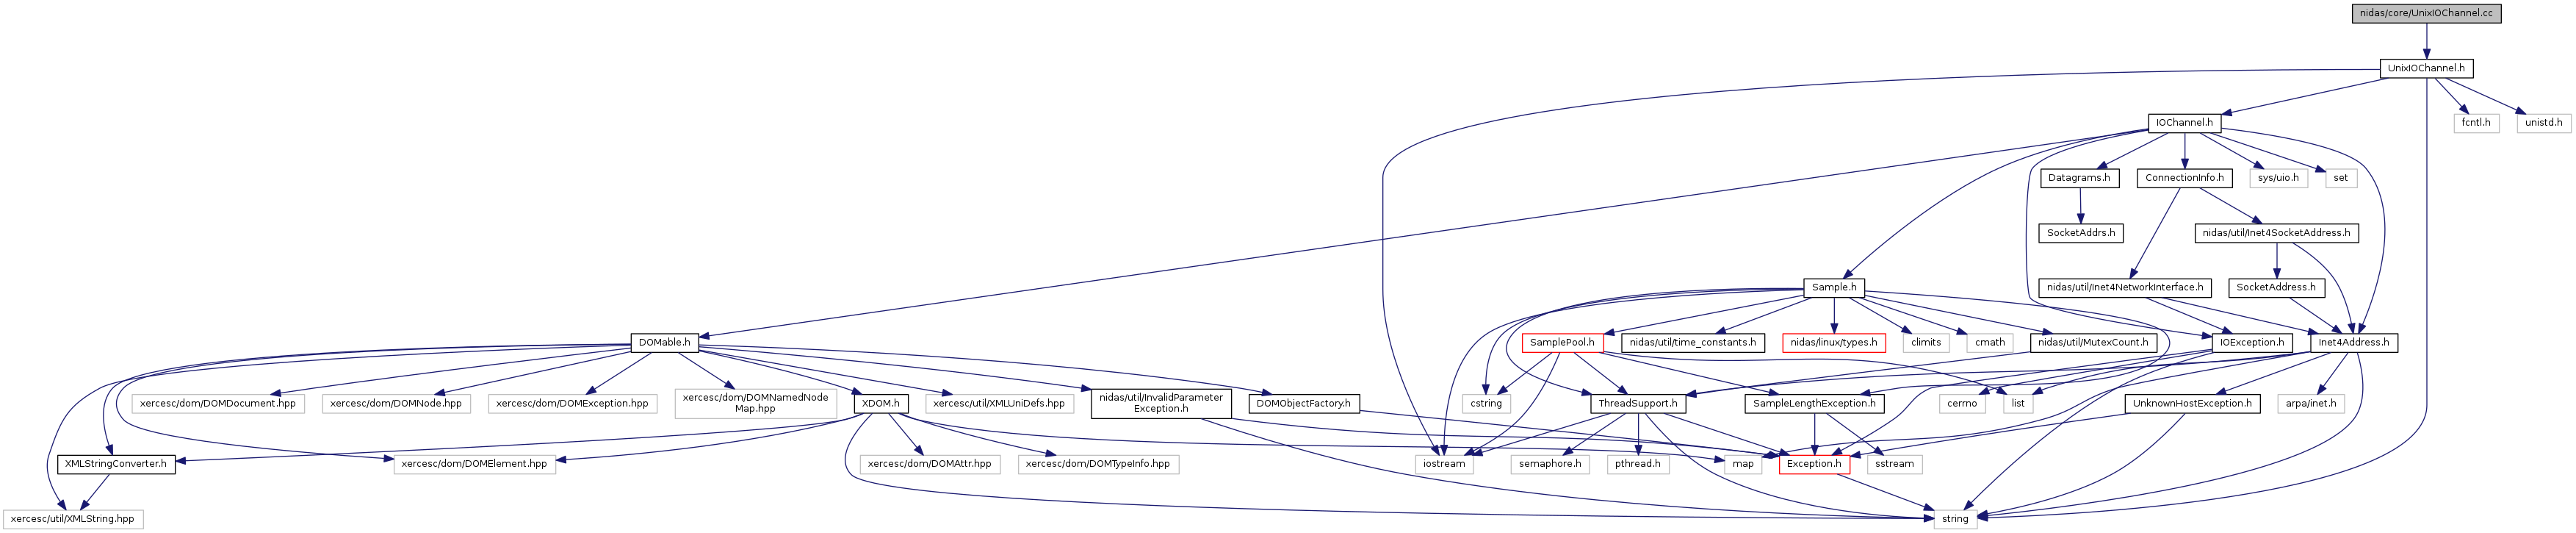 nidas/core/UnixIOChannel.cc
UnixIOChannel.h
IOChannel.h
fcntl.h
unistd.h
Datagrams.h
ConnectionInfo.h
sys/uio.h
set
SocketAddrs.h
nidas/util/Inet4SocketAddress.h
Sample.h
nidas/util/Inet4NetworkInterface.h
SocketAddress.h
DOMable.h
SamplePool.h
nidas/util/time_constants.h
nidas/linux/types.h
climits
cmath
nidas/util/MutexCount.h
IOException.h
Inet4Address.h
xercesc/dom/DOMDocument.hpp
xercesc/dom/DOMNode.hpp
xercesc/dom/DOMException.hpp
xercesc/dom/DOMNamedNode
Map.hpp
XDOM.h
xercesc/util/XMLUniDefs.hpp
nidas/util/InvalidParameter
Exception.h
DOMObjectFactory.h
cstring
ThreadSupport.h
SampleLengthException.h
cerrno
list
UnknownHostException.h
arpa/inet.h
XMLStringConverter.h
xercesc/dom/DOMElement.hpp
xercesc/dom/DOMAttr.hpp
xercesc/dom/DOMTypeInfo.hpp
iostream
semaphore.h
pthread.h
map
Exception.h
sstream
xercesc/util/XMLString.hpp
string